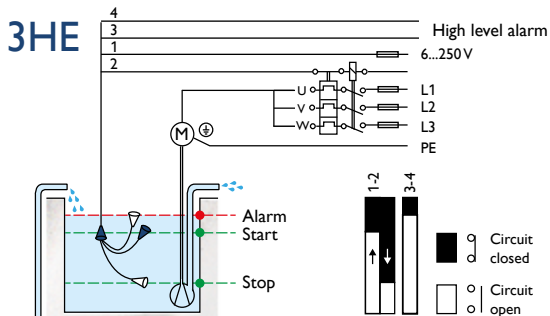 3HE
4
3
High level alarm
1
6...250 V
2
U
L1
V
L2
W
L3
M
PE
1-2
3-4
Alarm
Start
Stop
Circuit
closed
Circuit
open